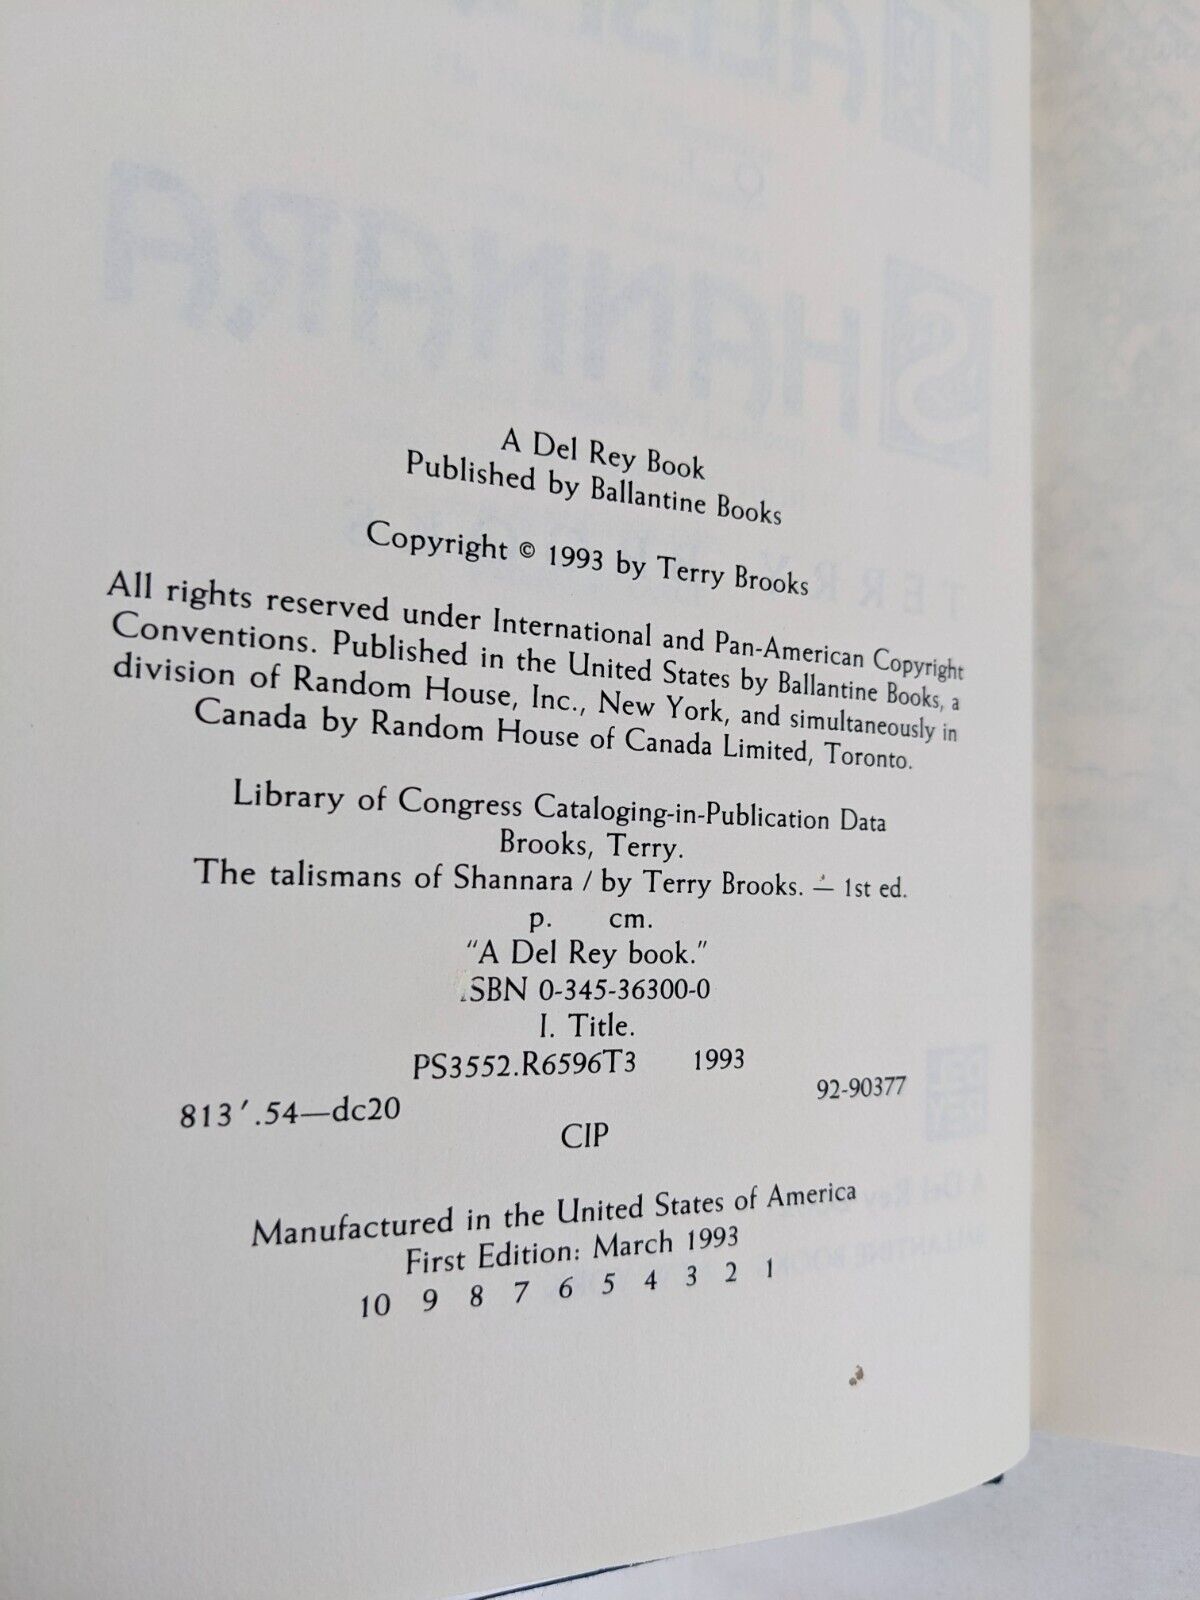 A Del Rey Book
Published by Ballantine Books
Copyright © 1993 by Terry Brooks
All rights reserved under International and Pan-American Copyright
Conventions. Published in the United States by Ballantine Books, a
division of Random House, Inc., New York, and simultaneously in
Canada by Random House of Canada Limited, Toronto.
Library of Congress Cataloging-in-Publication Data
Brooks, Terry.
The talismans of Shannara / by Terry Brooks. — 1st ed.
p. cm.
"A Del Rey book."
ISBN 0-345-36300-0
I. Title.
PS3552.R6596T3 1993
813′.54—dc20 92-90377
CIP
Manufactured in the United States of America
First Edition: March 1993
10 9 8 7 6 5 4 3 2 1
SHANNARA